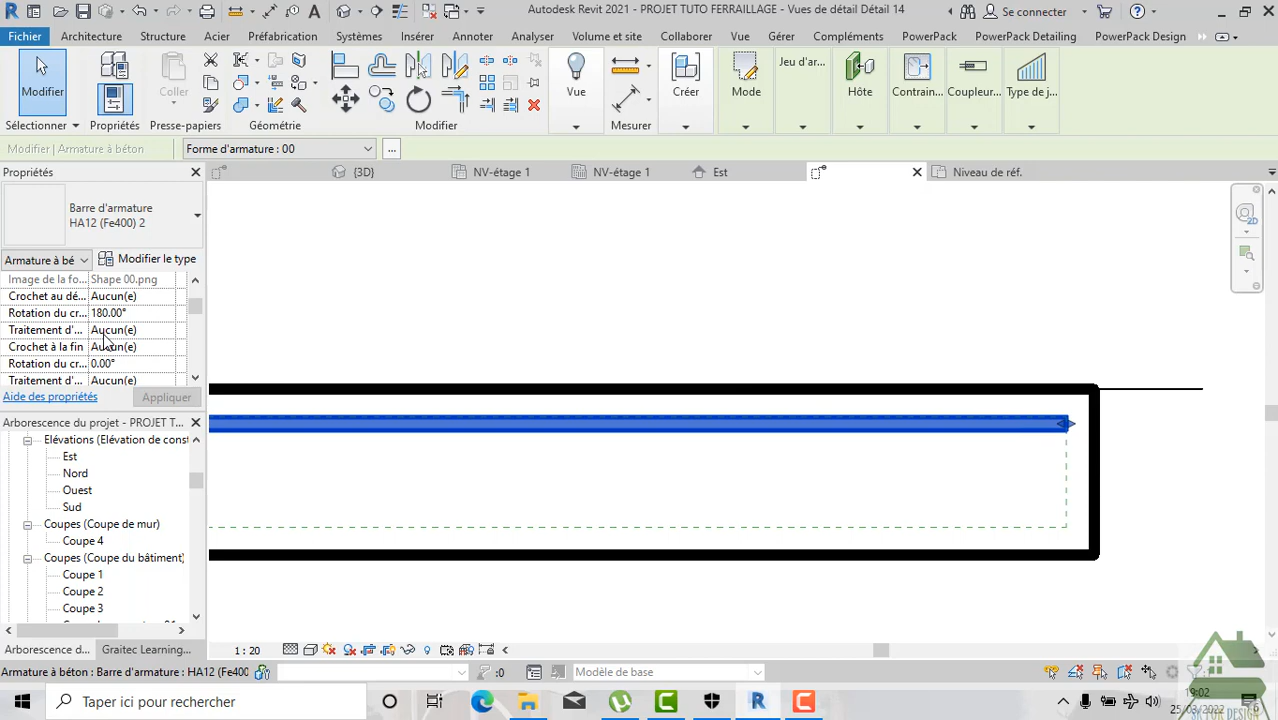 Autodesk Revit 2021 - PROJET TUTO FERRAILLAGE - Vues de détail Détail 14
Se connecter
Fichier Architecture Structure Acier Préfabrication Systèmes Insérer Annoter Analyser Volume et site Collaborer Vue Gérer Compléments PowerPack PowerPack Detailing PowerPack Design
Modifier Coller Vue Créer Mode Jeu d'ar... Hôte Contrain... Coupleur... Type de j...
Sélectionner Propriétés Presse-papiers Géométrie Modifier Mesurer
Modifier | Armature à béton Forme d'armature : 00 ...
Propriétés {3D} NV-étage 1 NV-étage 1 Est Niveau de réf.
Barre d'armature
HA12 (Fe400) 2
Armature à bé Modifier le type
Image de la fo... Shape 00.png
Crochet au dé... Aucun(e)
Rotation du cr... 180.00°
Traitement d'... Aucun(e)
Crochet à la fin Aucun(e)
Rotation du cr... 0.00°
Traitement d'... Aucun(e)
Aide des propriétés Appliquer
Arborescence du projet - PROJET T...
Elévations (Elévation de const
Est
Nord
Ouest
Sud
Coupes (Coupe de mur)
Coupe 4
Coupes (Coupe du bâtiment)
Coupe 1
Coupe 2
Coupe 3
Arborescence d... Graitec Learning...
1 : 20
Armature à béton : Barre d'armature : HA12 (Fe400 :0 Modèle de base
Taper ici pour rechercher
19:02
25/03/2022